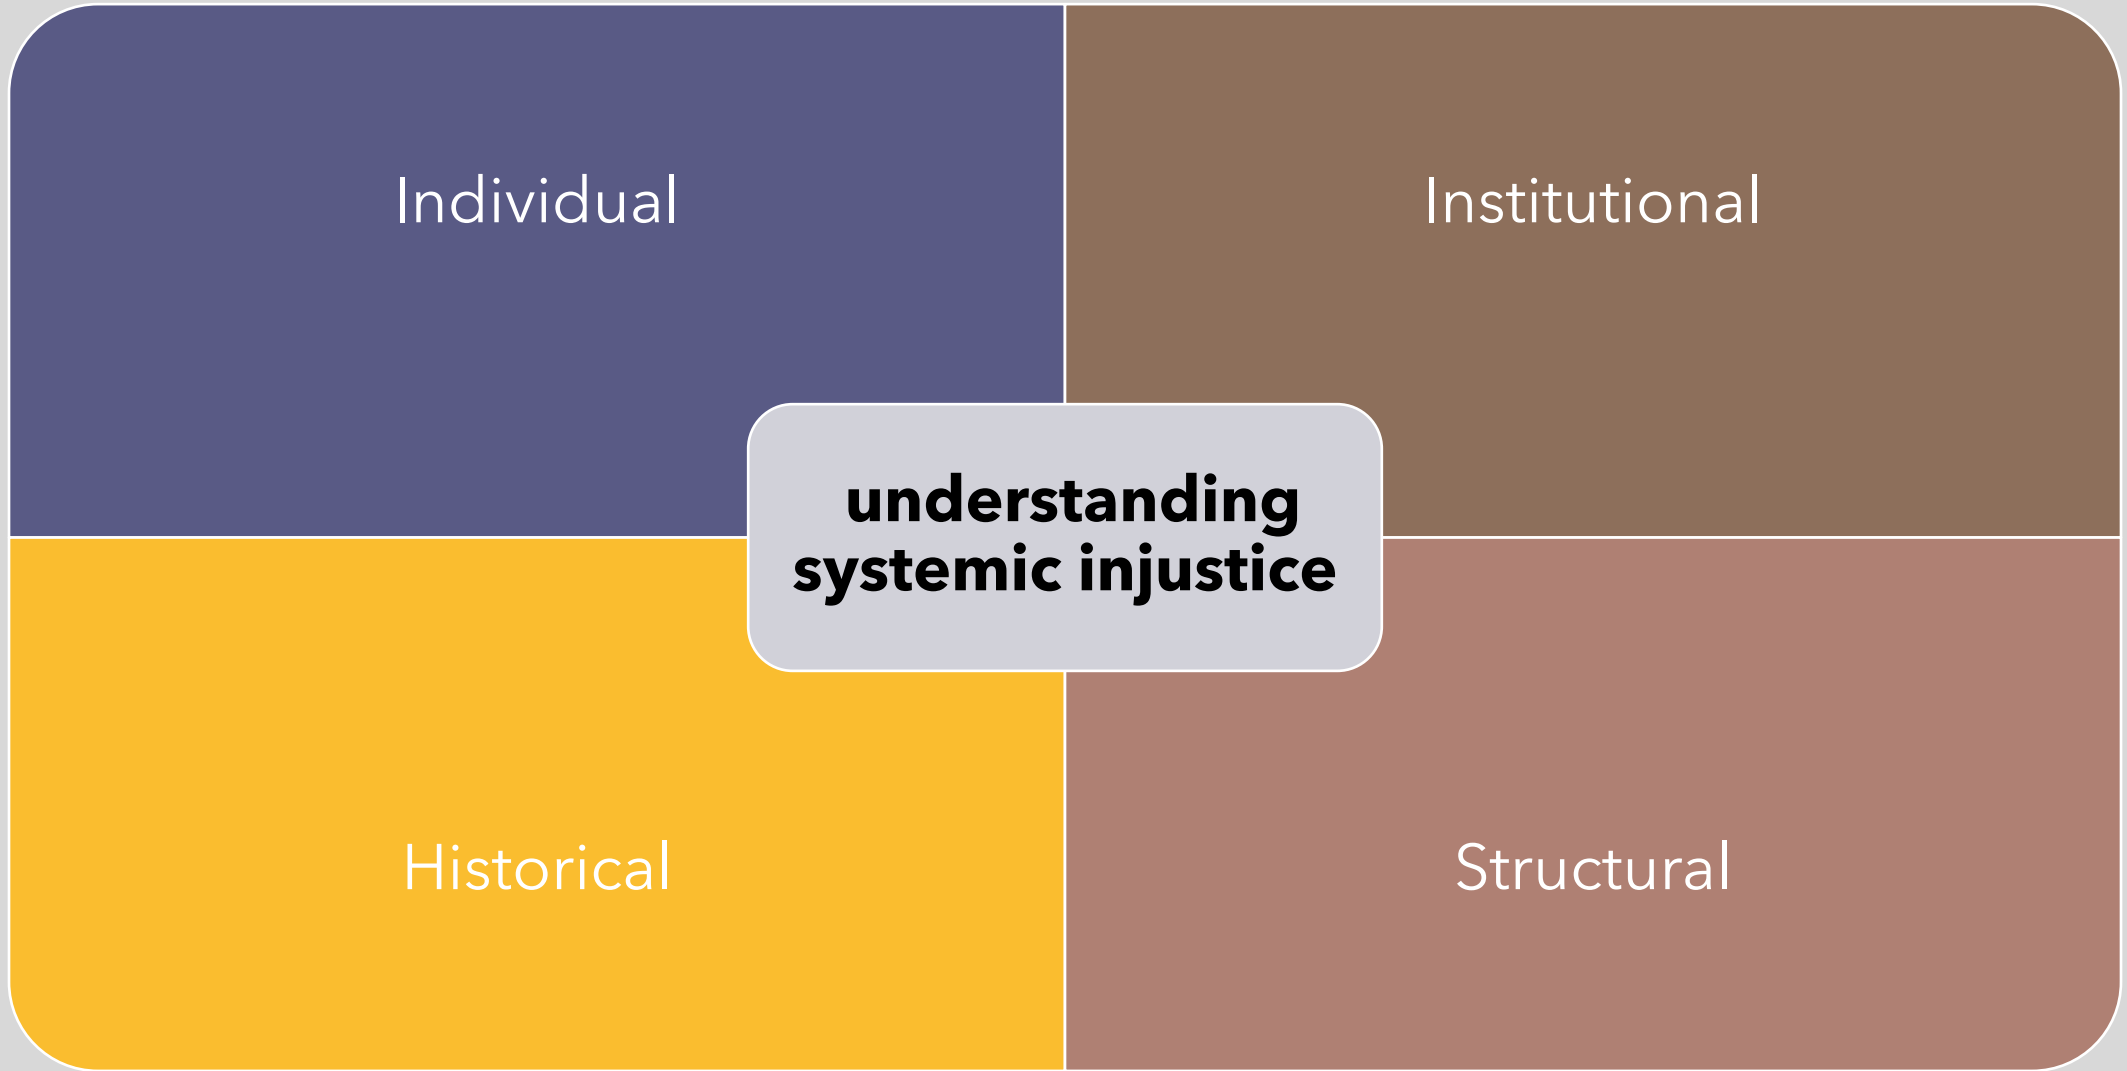 Individual
Institutional
understanding
systemic injustice
Historical
Structural